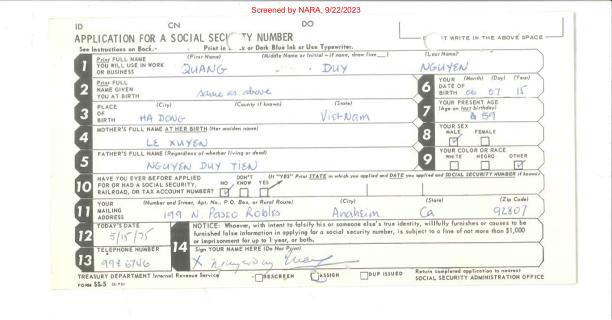 Screened by NARA, 9/22/2023
ID CN DO
APPLICATION FOR A SOCIAL SECURITY NUMBER
WRITE IN THE ABOVE SPACE
See Instructions on Back. Print in or Dark Blue Ink or Use Typewriter.
1 Print FULL NAME YOU WILL USE IN WORK OR BUSINESS (First Name) (Middle Name or Initial - if none, draw line) (Last Name)
QUANG DUY NGUYEN
2 Print FULL NAME GIVEN YOU AT BIRTH
same as above
6 YOUR DATE OF BIRTH (Month) (Day) (Year)
06 07 15
3 PLACE OF BIRTH (City) (County if known) (State)
HA DONG Viet-Nam
7 YOUR PRESENT AGE (Age on last birthday)
59
4 MOTHER'S FULL NAME AT HER BIRTH (Her maiden name)
LE XUYEN
8 YOUR SEX MALE FEMALE
5 FATHER'S FULL NAME (Regardless of whether living or dead)
NGUYEN DUY TIEN
9 YOUR COLOR OR RACE WHITE NEGRO OTHER
10 HAVE YOU EVER BEFORE APPLIED FOR OR HAD A SOCIAL SECURITY, RAILROAD, OR TAX ACCOUNT NUMBER? NO DON'T KNOW YES (If "YES" Print STATE in which you applied and DATE you applied and SOCIAL SECURITY NUMBER if known)
11 YOUR MAILING ADDRESS (Number and Street, Apt. No., P.O. Box, or Rural Route) (City) (State) (Zip Code)
199 N. Paseo Robles Anaheim Ca 92807
12 TODAY'S DATE
5/15/75
NOTICE: Whoever, with intent to falsify his or someone else's true identity, willfully furnishes or causes to be furnished false information in applying for a social security number, is subject to a fine of not more than $1,000 or imprisonment for up to 1 year, or both.
13 TELEPHONE NUMBER
998 6746
14 Sign YOUR NAME HERE (Do Not Print)
X
TREASURY DEPARTMENT Internal Revenue Service RESCREEN ASSIGN DUP ISSUED Return completed application to nearest SOCIAL SECURITY ADMINISTRATION OFFICE
FORM SS-5